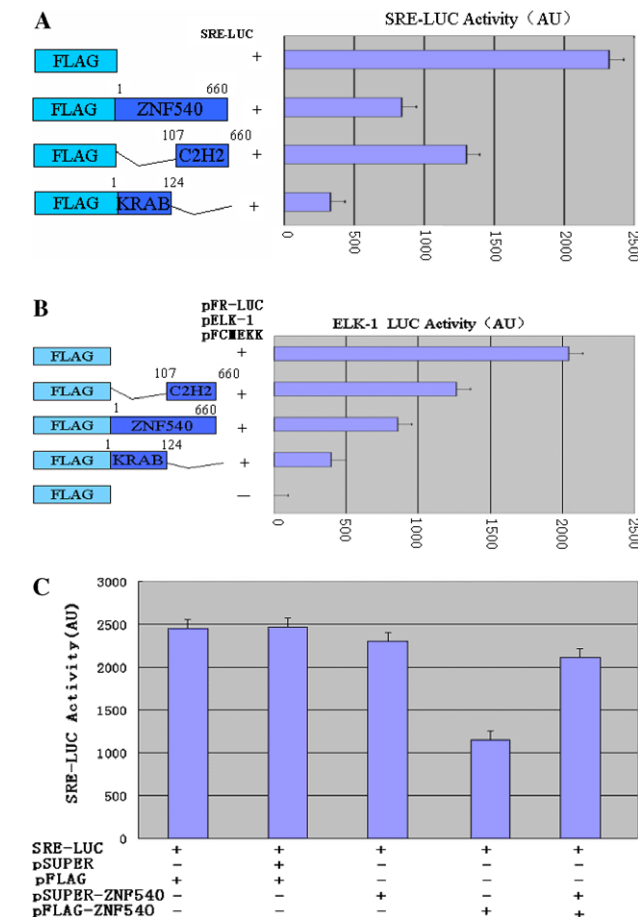 A
SRE-LUC
SRE-LUC Activity (AU)
FLAG
+
1 660
FLAG ZNF540
+
107 660
FLAG C2H2
+
1 124
FLAG KRAB
+
0 500 1000 1500 2000 2500
B
pFR-LUC
pELK-1
pFCMEKK
ELK-1 LUC Activity (AU)
FLAG
+
107 660
FLAG C2H2
+
1 660
FLAG ZNF540
+
1 124
FLAG KRAB
+
FLAG
—
0 500 1000 1500 2000 2500
C
SRE-LUC Activity(AU)
3000
2500
2000
1500
1000
500
0
SRE-LUC + + + + +
pSUPER – + – – –
pFLAG + + – – –
pSUPER-ZNF540 – – + – +
pFLAG-ZNF540 – – – + +